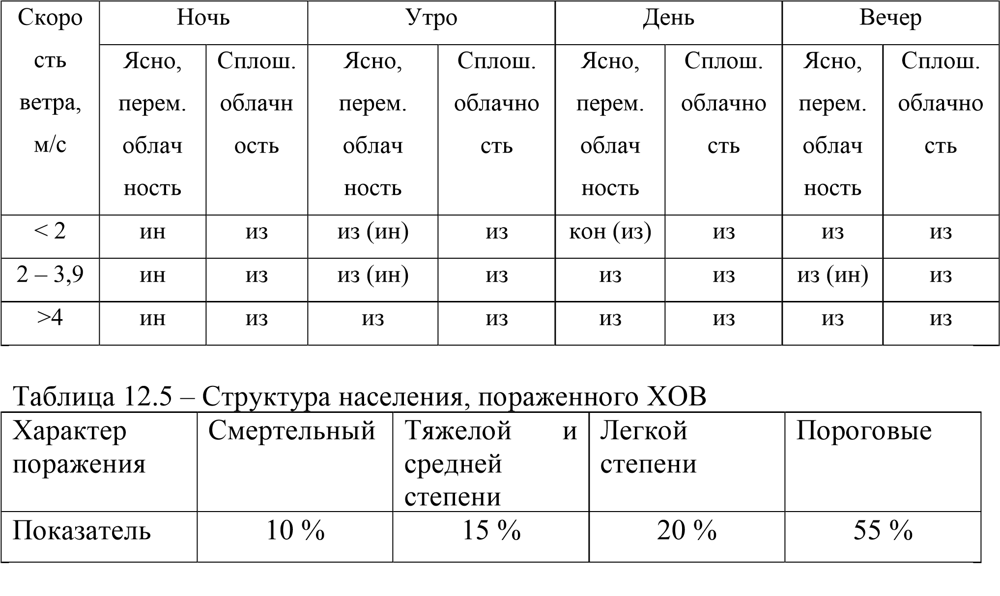 Скоро Ночь Утро День Вечер
сть Ясно, Сплош. Ясно, Сплош. Ясно, Сплош. Ясно, Сплош.
ветра, перем. облачн перем. облачно перем. облачно перем. облачно
м/с облач ость облач сть облач сть облач сть
ность ность ность ность
< 2 ин из из (ин) из кон (из) из из из
2 – 3,9 ин из из (ин) из из из из (ин) из
>4 ин из из из из из из из
Таблица 12.5 – Структура населения, пораженного ХОВ
Характер Смертельный Тяжелой и Легкой Пороговые
поражения средней степени
степени
Показатель 10 % 15 % 20 % 55 %